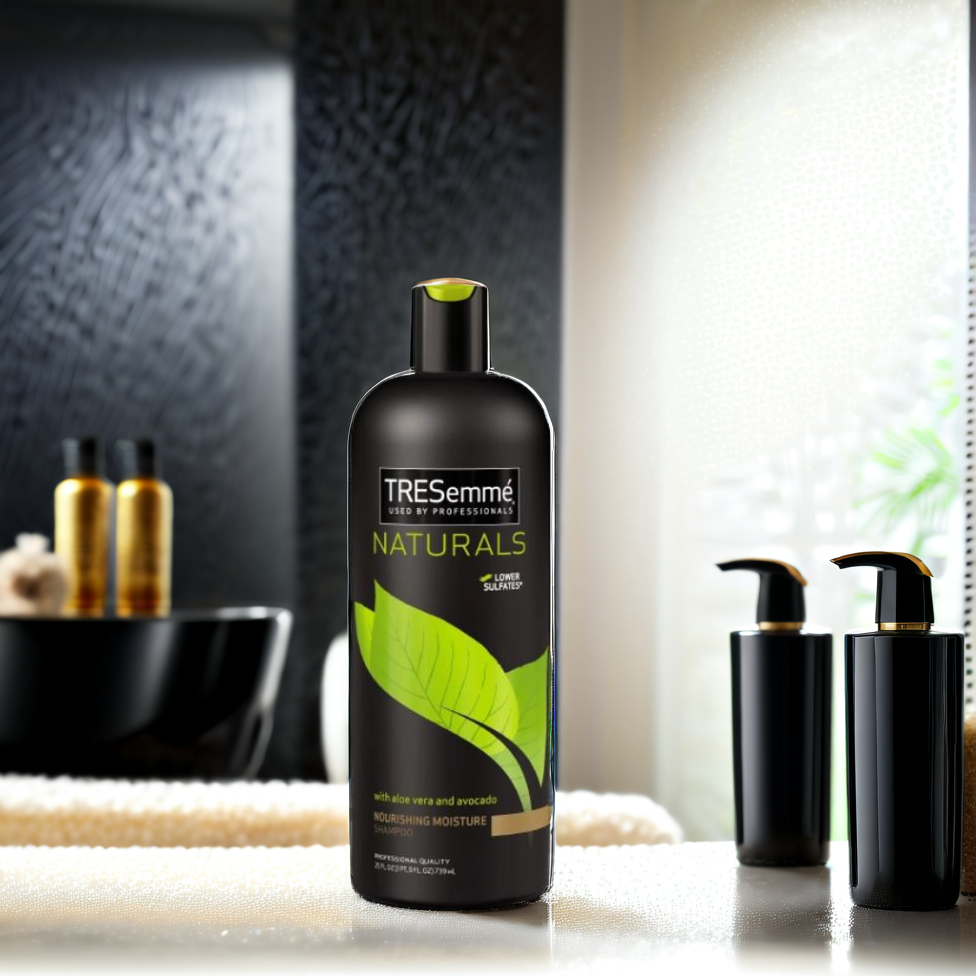 TRESemmé
USED BY PROFESSIONALS
NATURALS
LOWER
SULFATES*
with aloe vera and avocado
NOURISHING MOISTURE
SHAMPOO
PROFESSIONAL QUALITY